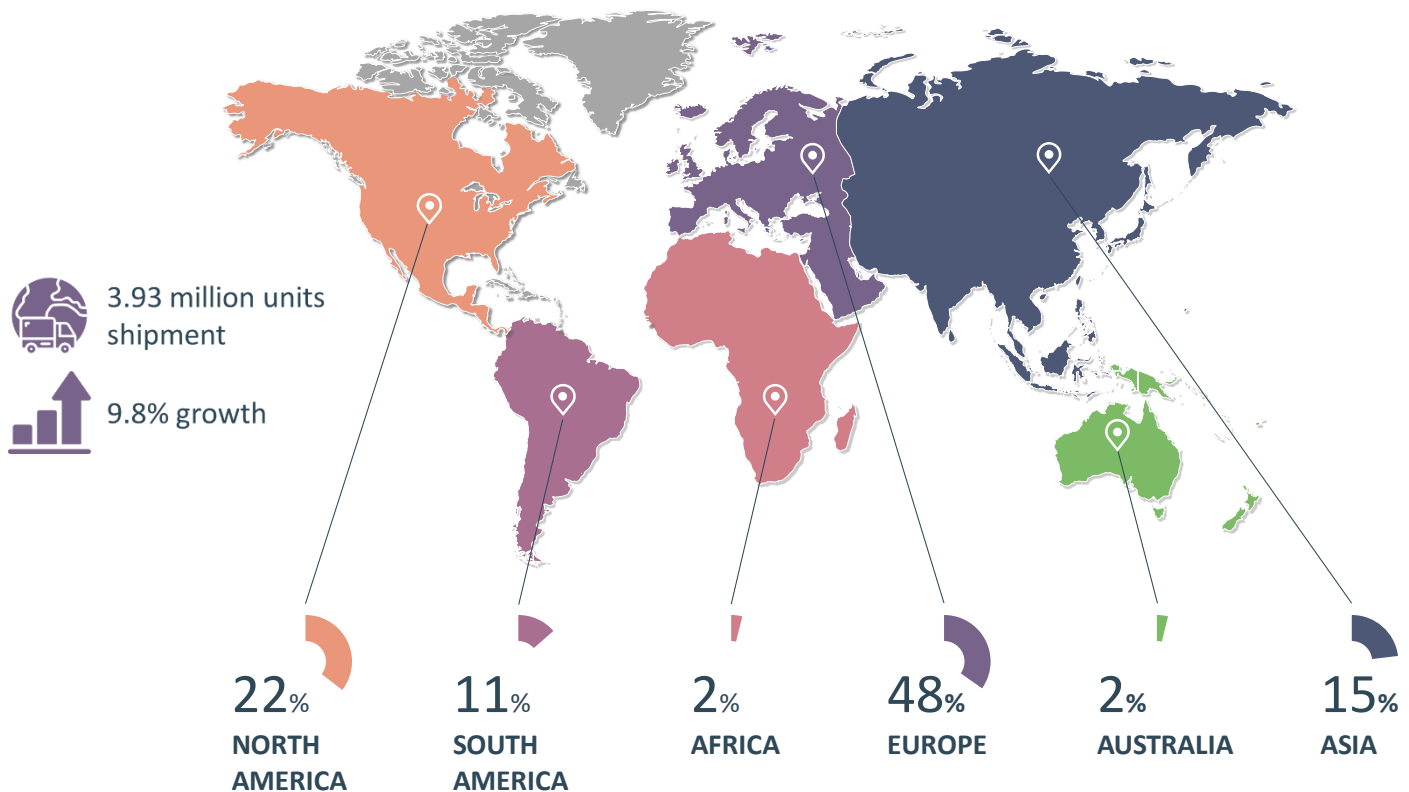 3.93 million units
shipment
9.8% growth
22%
NORTH
AMERICA
11%
SOUTH
AMERICA
2%
AFRICA
48%
EUROPE
2%
AUSTRALIA
15%
ASIA